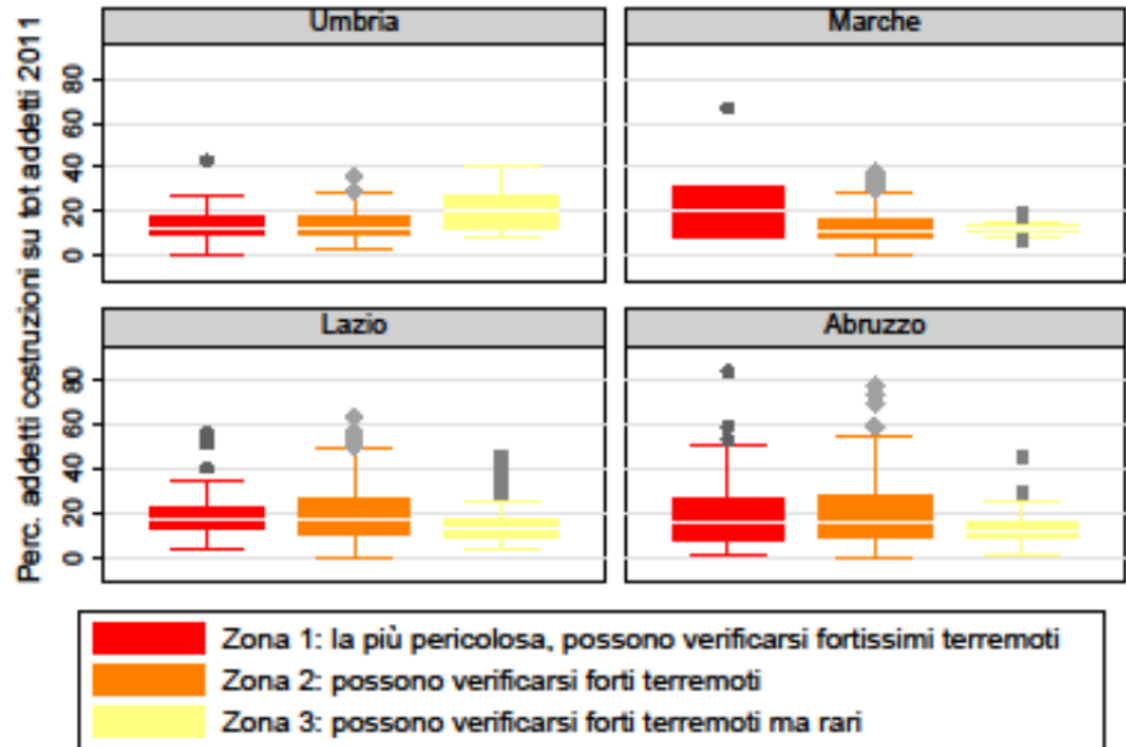 Perc. addetti costruzioni su tot addetti 2011
Umbria
Marche
80
60
40
20
0
Lazio
Abruzzo
80
60
40
20
0
Zona 1: la più pericolosa, possono verificarsi fortissimi terremoti
Zona 2: possono verificarsi forti terremoti
Zona 3: possono verificarsi forti terremoti ma rari